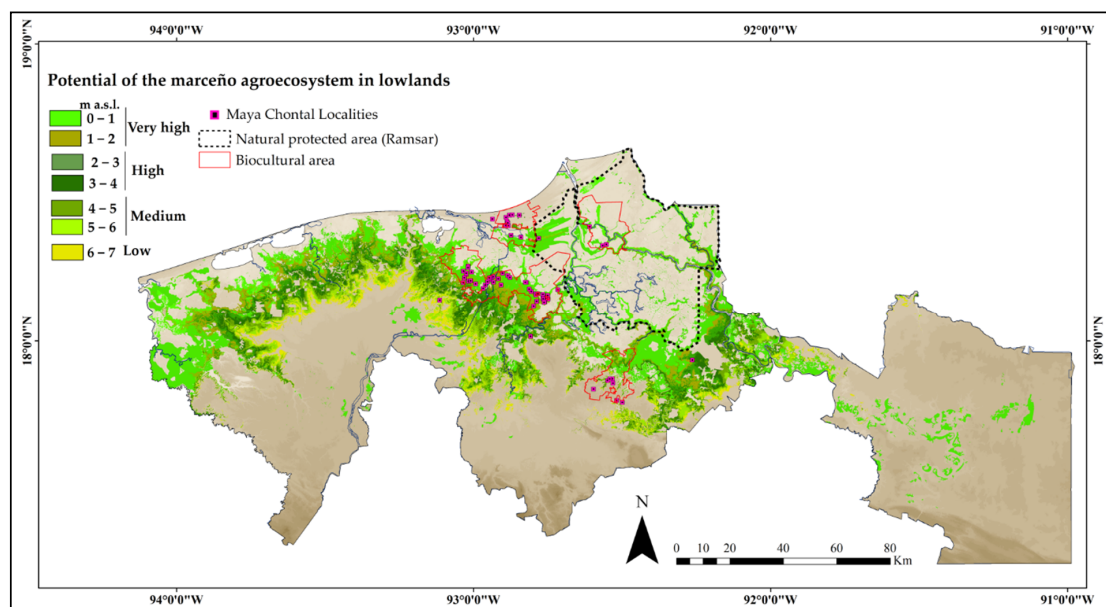 94°0'0"W 93°0'0"W 92°0'0"W 91°0'0"W
19°0'0"N
19°0'0"N
Potential of the marceño agroecosystem in lowlands
m a.s.l.
0 – 1
1 – 2
Very high
2 – 3
3 – 4
High
4 – 5
5 – 6
Medium
6 – 7
Low
Maya Chontal Localities
Natural protected area (Ramsar)
Biocultural area
18°0'0"N
18°0'0"N
N
0 10 20 40 60 80
Km
94°0'0"W 93°0'0"W 92°0'0"W 91°0'0"W